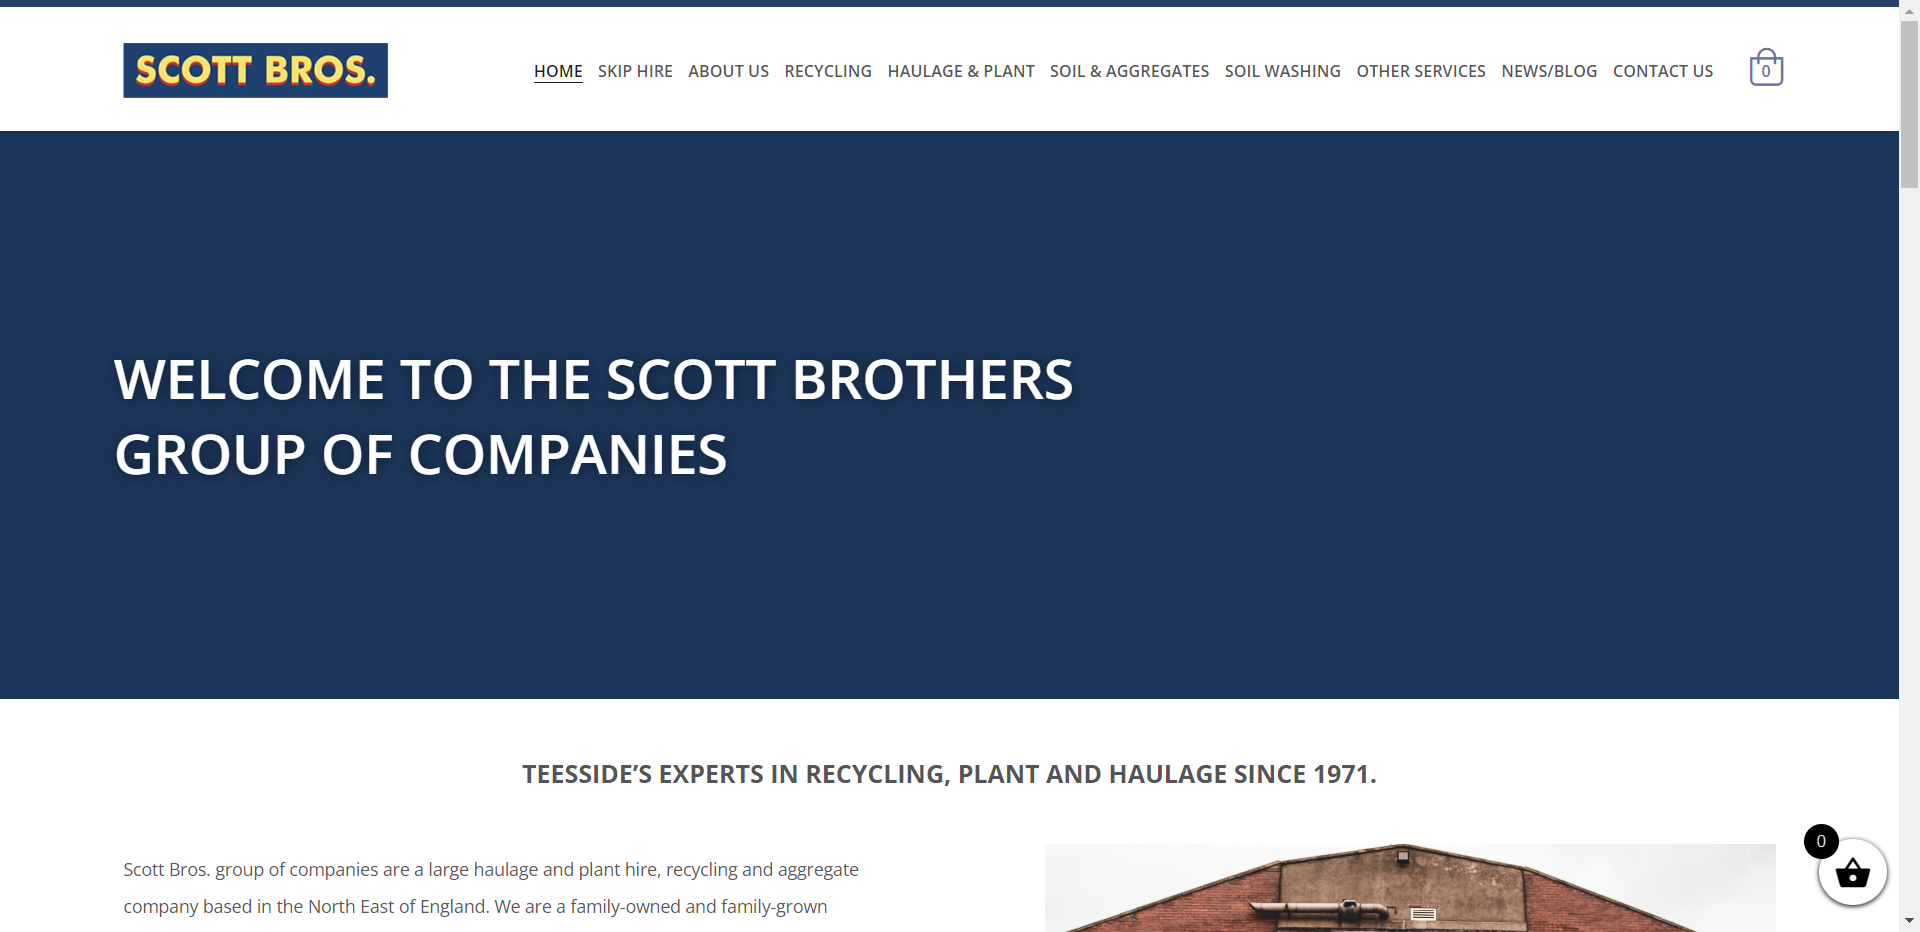 SCOTT BROS.
HOME SKIP HIRE ABOUT US RECYCLING HAULAGE & PLANT SOIL & AGGREGATES SOIL WASHING OTHER SERVICES NEWS/BLOG CONTACT US 0
WELCOME TO THE SCOTT BROTHERS
GROUP OF COMPANIES
TEESSIDE’S EXPERTS IN RECYCLING, PLANT AND HAULAGE SINCE 1971.
Scott Bros. group of companies are a large haulage and plant hire, recycling and aggregate
company based in the North East of England. We are a family-owned and family-grown
0